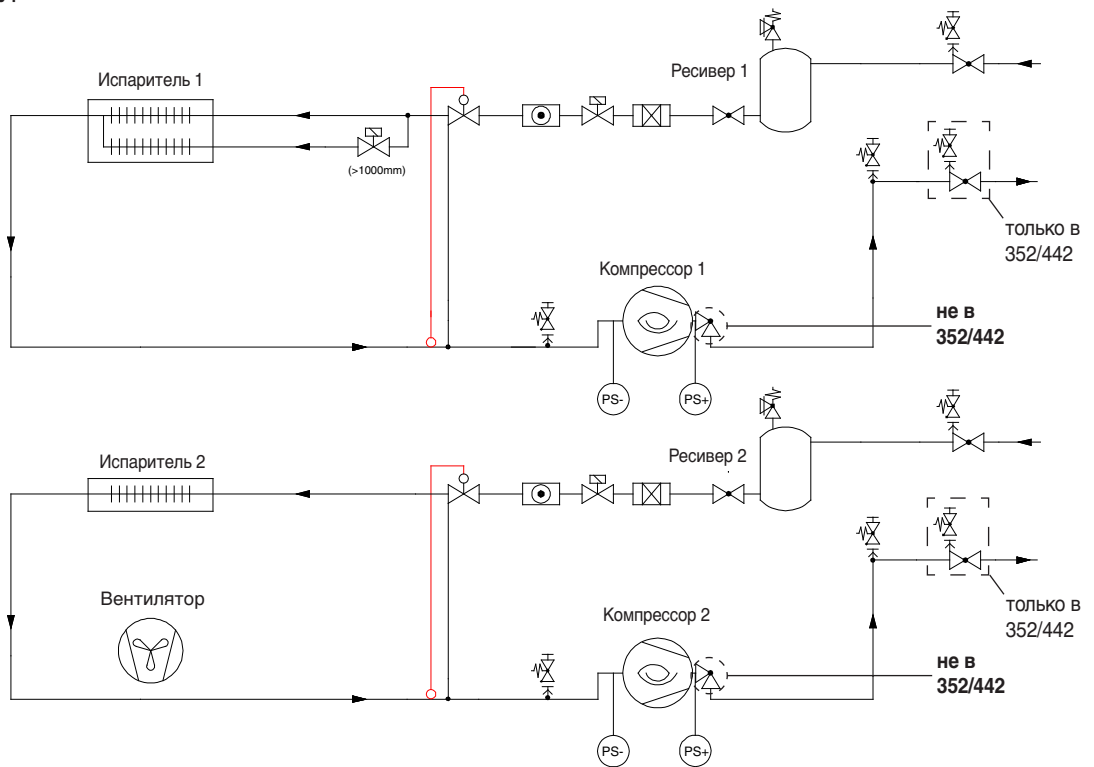 Испаритель 1
Ресивер 1
(>1000mm)
только в
352/442
Компрессор 1
не в
352/442
PS-
PS+
Испаритель 2
Ресивер 2
Вентилятор
Компрессор 2
только в
352/442
не в
352/442
PS-
PS+